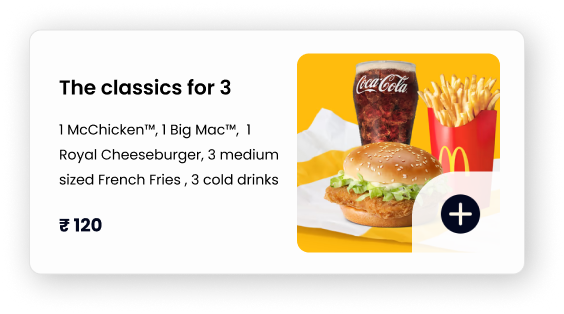 The classics for 3
1 McChicken™, 1 Big Mac™, 1
Royal Cheeseburger, 3 medium
sized French Fries , 3 cold drinks
₹ 120
Coca-Cola